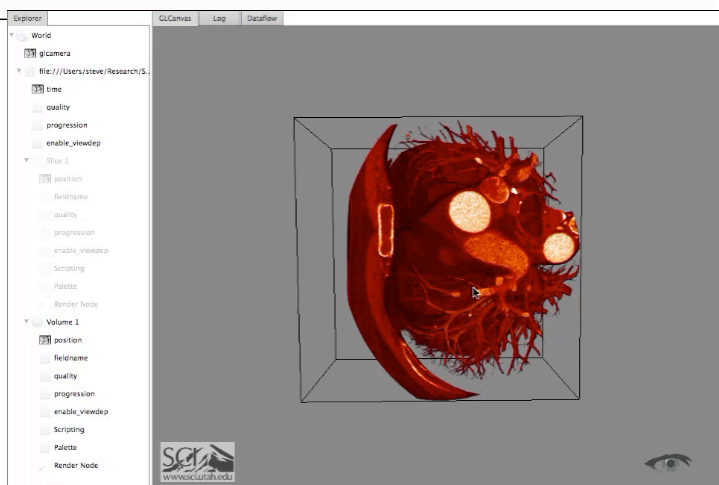 Explorer
GLCanvas Log Dataflow
World
glcamera
file:///Users/steve/Research/S..
time
quality
progression
enable_viewdep
Slice 1
position
fieldname
quality
progression
enable_viewdep
Scripting
Palette
Render Node
Volume 1
position
fieldname
quality
progression
enable_viewdep
Scripting
Palette
Render Node
SCI
www.sci.utah.edu